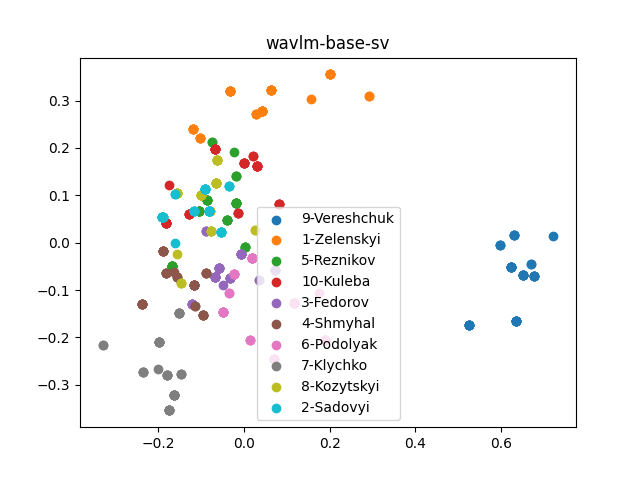 wavlm-base-sv
0.3
0.2
0.1
0.0
−0.1
−0.2
−0.3
9-Vereshchuk
1-Zelenskyi
5-Reznikov
10-Kuleba
3-Fedorov
4-Shmyhal
6-Podolyak
7-Klychko
8-Kozytskyi
2-Sadovyi
−0.2 0.0 0.2 0.4 0.6